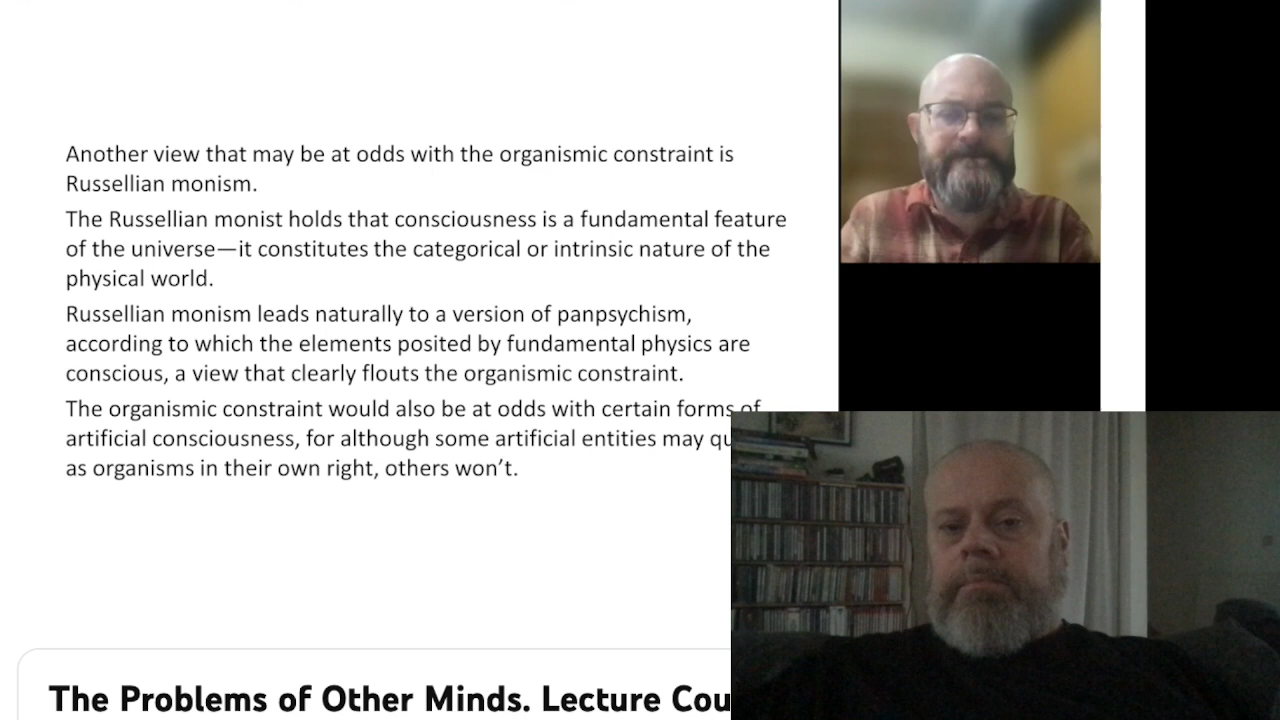 Another view that may be at odds with the organismic constraint is
Russellian monism.
The Russellian monist holds that consciousness is a fundamental feature
of the universe—it constitutes the categorical or intrinsic nature of the
physical world.
Russellian monism leads naturally to a version of panpsychism,
according to which the elements posited by fundamental physics are
conscious, a view that clearly flouts the organismic constraint.
The organismic constraint would also be at odds with certain forms of
artificial consciousness, for although some artificial entities may
as organisms in their own right, others won’t.
The Problems of Other Minds. Lecture